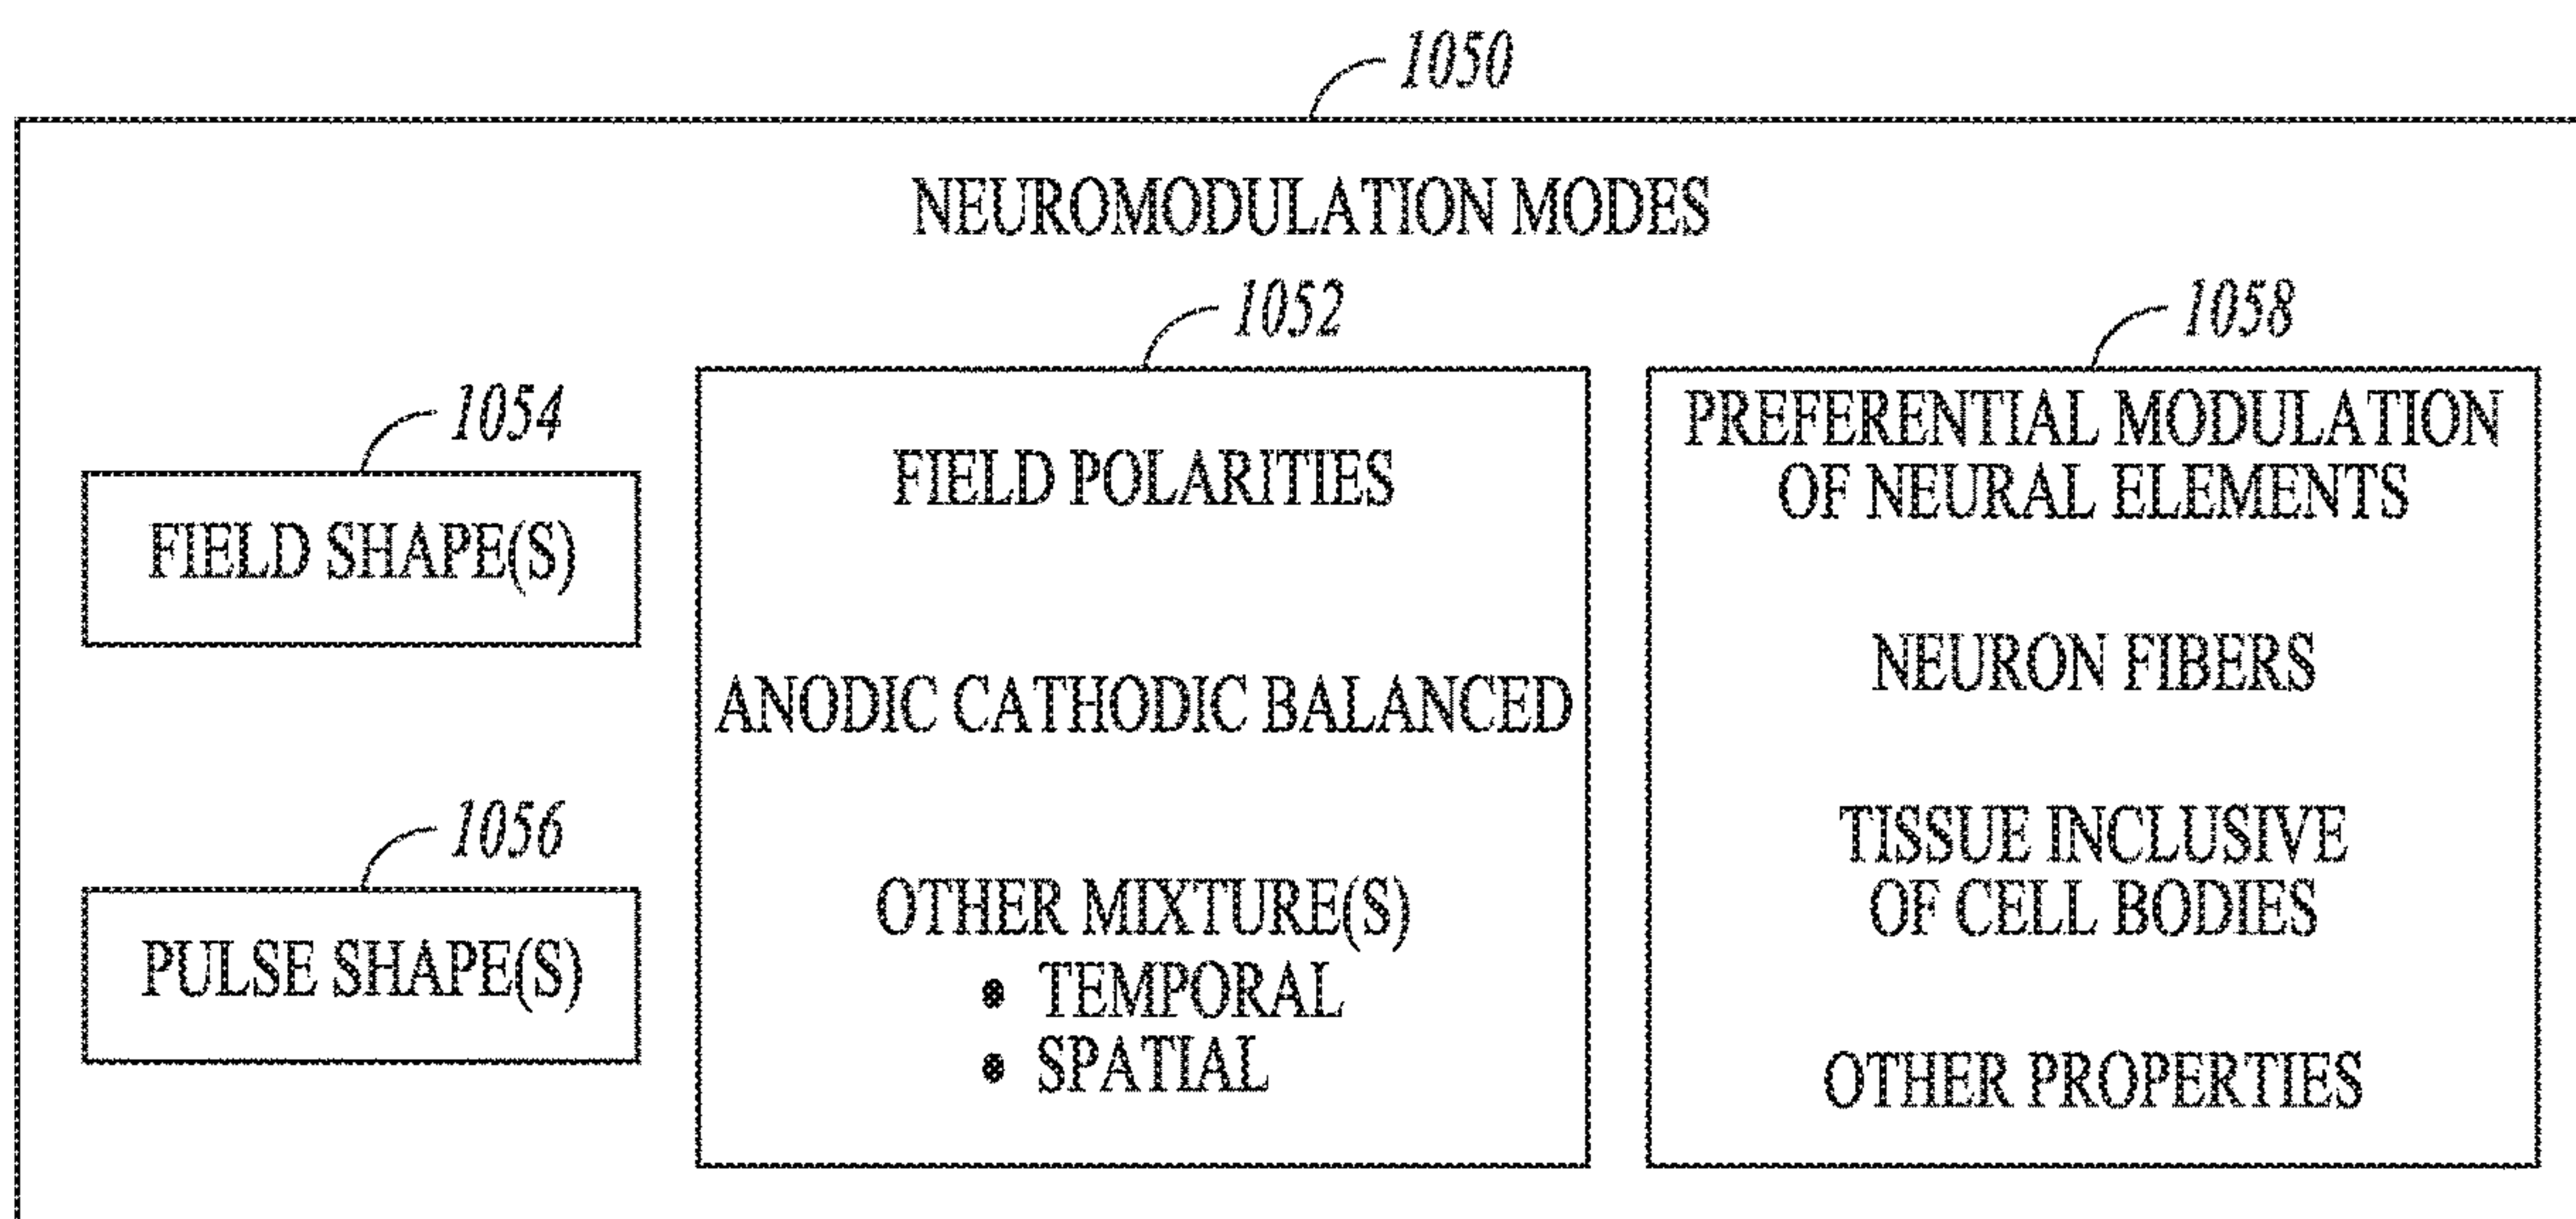 1050
NEUROMODULATION MODES
1054
FIELD SHAPE(S)
1056
PULSE SHAPE(S)
1052
FIELD POLARITIES
ANODIC CATHODIC BALANCED
OTHER MIXTURE(S)
• TEMPORAL
• SPATIAL
1058
PREFERENTIAL MODULATION
OF NEURAL ELEMENTS
NEURON FIBERS
TISSUE INCLUSIVE
OF CELL BODIES
OTHER PROPERTIES